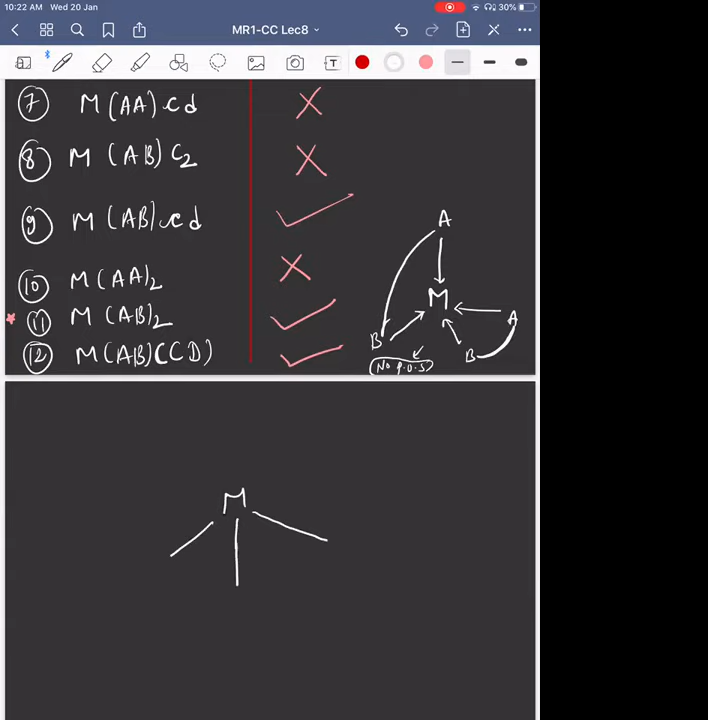 10:22 AM Wed 20 Jan 30%
MR1-CC Lec8
T
7 M(AA)cd X
8 M(AB)C2 X
9 M(AB)cd ✓
10 M(AA)2 X
* 11 M(AB)2 ✓
12 M(AB)(CD) ✓
A
M
A
B
B
(No P.O.S)
M